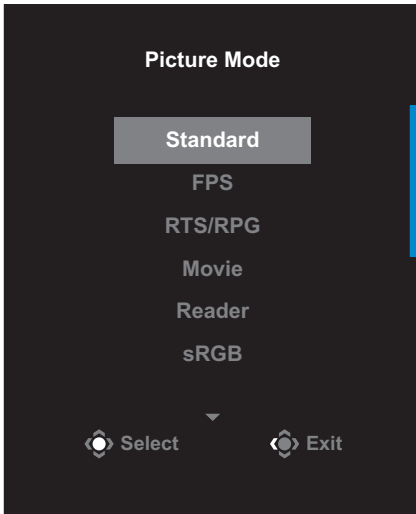 Picture Mode
Standard
FPS
RTS/RPG
Movie
Reader
sRGB
Select Exit